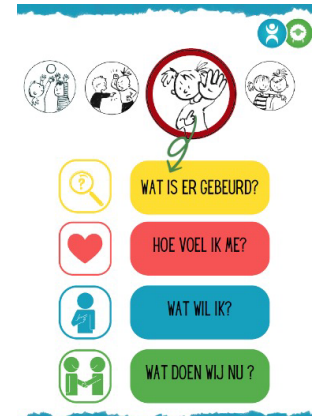 ?
WAT IS ER GEBEURD?
HOE VOEL IK ME?
WAT WIL IK?
WAT DOEN WIJ NU ?